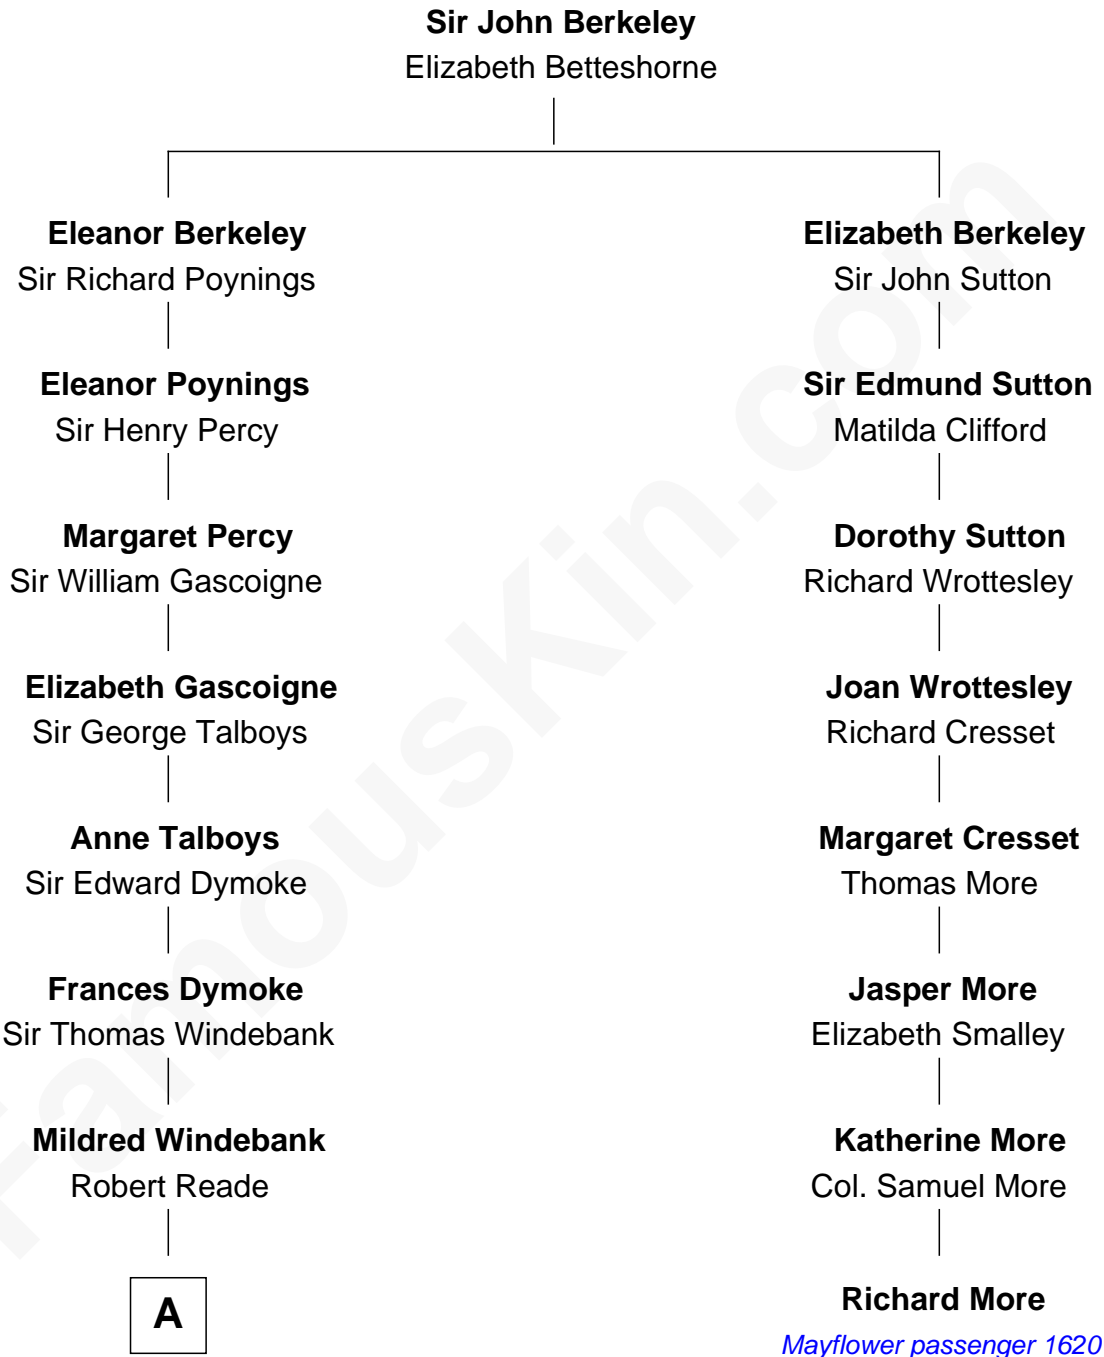 Sir John Berkeley
Elizabeth Betteshorne
Eleanor Berkeley
Sir Richard Poynings
Eleanor Poynings
Sir Henry Percy
Margaret Percy
Sir William Gascoigne
Elizabeth Gascoigne
Sir George Talboys
Anne Talboys
Sir Edward Dymoke
Frances Dymoke
Sir Thomas Windebank
Mildred Windebank
Robert Reade
A
Elizabeth Berkeley
Sir John Sutton
Sir Edmund Sutton
Matilda Clifford
Dorothy Sutton
Richard Wrottesley
Joan Wrottesley
Richard Cresset
Margaret Cresset
Thomas More
Jasper More
Elizabeth Smalley
Katherine More
Col. Samuel More
Richard More
Mayflower passenger 1620
FamousKin.com